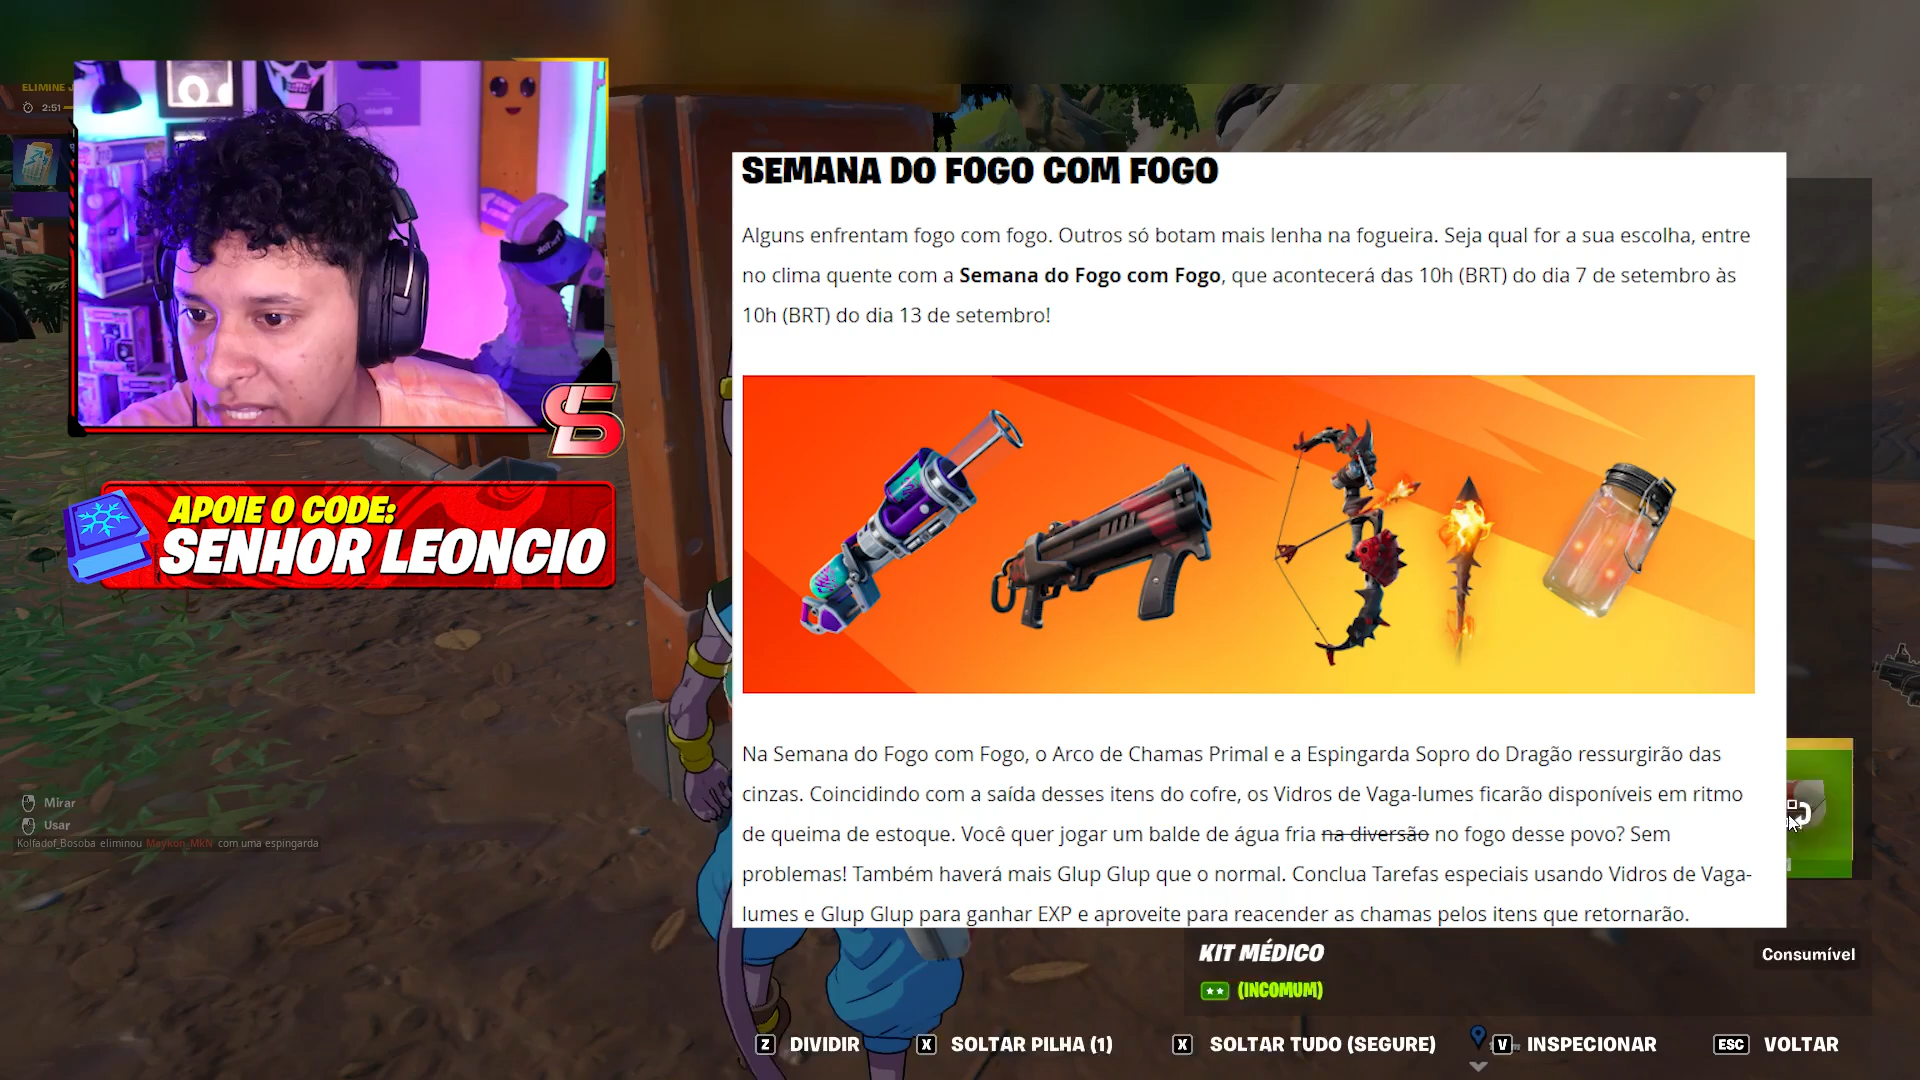 ELIMINE
2:51
SEMANA DO FOGO COM FOGO
Alguns enfrentam fogo com fogo. Outros só botam mais lenha na fogueira. Seja qual for a sua escolha, entre
no clima quente com a Semana do Fogo com Fogo, que acontecerá das 10h (BRT) do dia 7 de setembro às
10h (BRT) do dia 13 de setembro!
APOIE O CODE:
SENHOR LEONCIO
Na Semana do Fogo com Fogo, o Arco de Chamas Primal e a Espingarda Sopro do Dragão ressurgirão das
cinzas. Coincidindo com a saída desses itens do cofre, os Vidros de Vaga-lumes ficarão disponíveis em ritmo
de queima de estoque. Você quer jogar um balde de água fria na diversão no fogo desse povo? Sem
problemas! Também haverá mais Glup Glup que o normal. Conclua Tarefas especiais usando Vidros de Vaga-
lumes e Glup Glup para ganhar EXP e aproveite para reacender as chamas pelos itens que retornarão.
Mirar
Usar
Kolfadof_Bosoba eliminou Maykon_MkN com uma espingarda
KIT MÉDICO
Consumível
(INCOMUM)
Z DIVIDIR
X SOLTAR PILHA (1)
X SOLTAR TUDO (SEGURE)
V INSPECIONAR
ESC VOLTAR